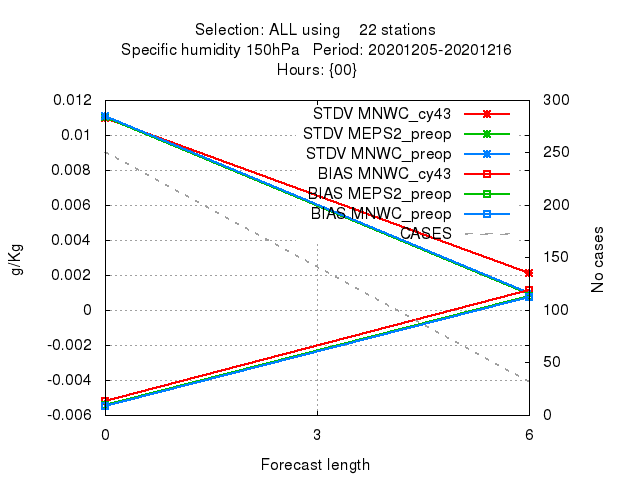 Selection: ALL using 22 stations
Specific humidity 150hPa Period: 20201205-20201216
Hours: {00}
0.012
0.01
0.008
0.006
0.004
0.002
0
-0.002
-0.004
-0.006
g/Kg
STDV MNWC_cy43
STDV MEPS2_preop
STDV MNWC_preop
BIAS MNWC_cy43
BIAS MEPS2_preop
BIAS MNWC_preop
CASES
300
250
200
150
100
50
0
No cases
0 3 6
Forecast length